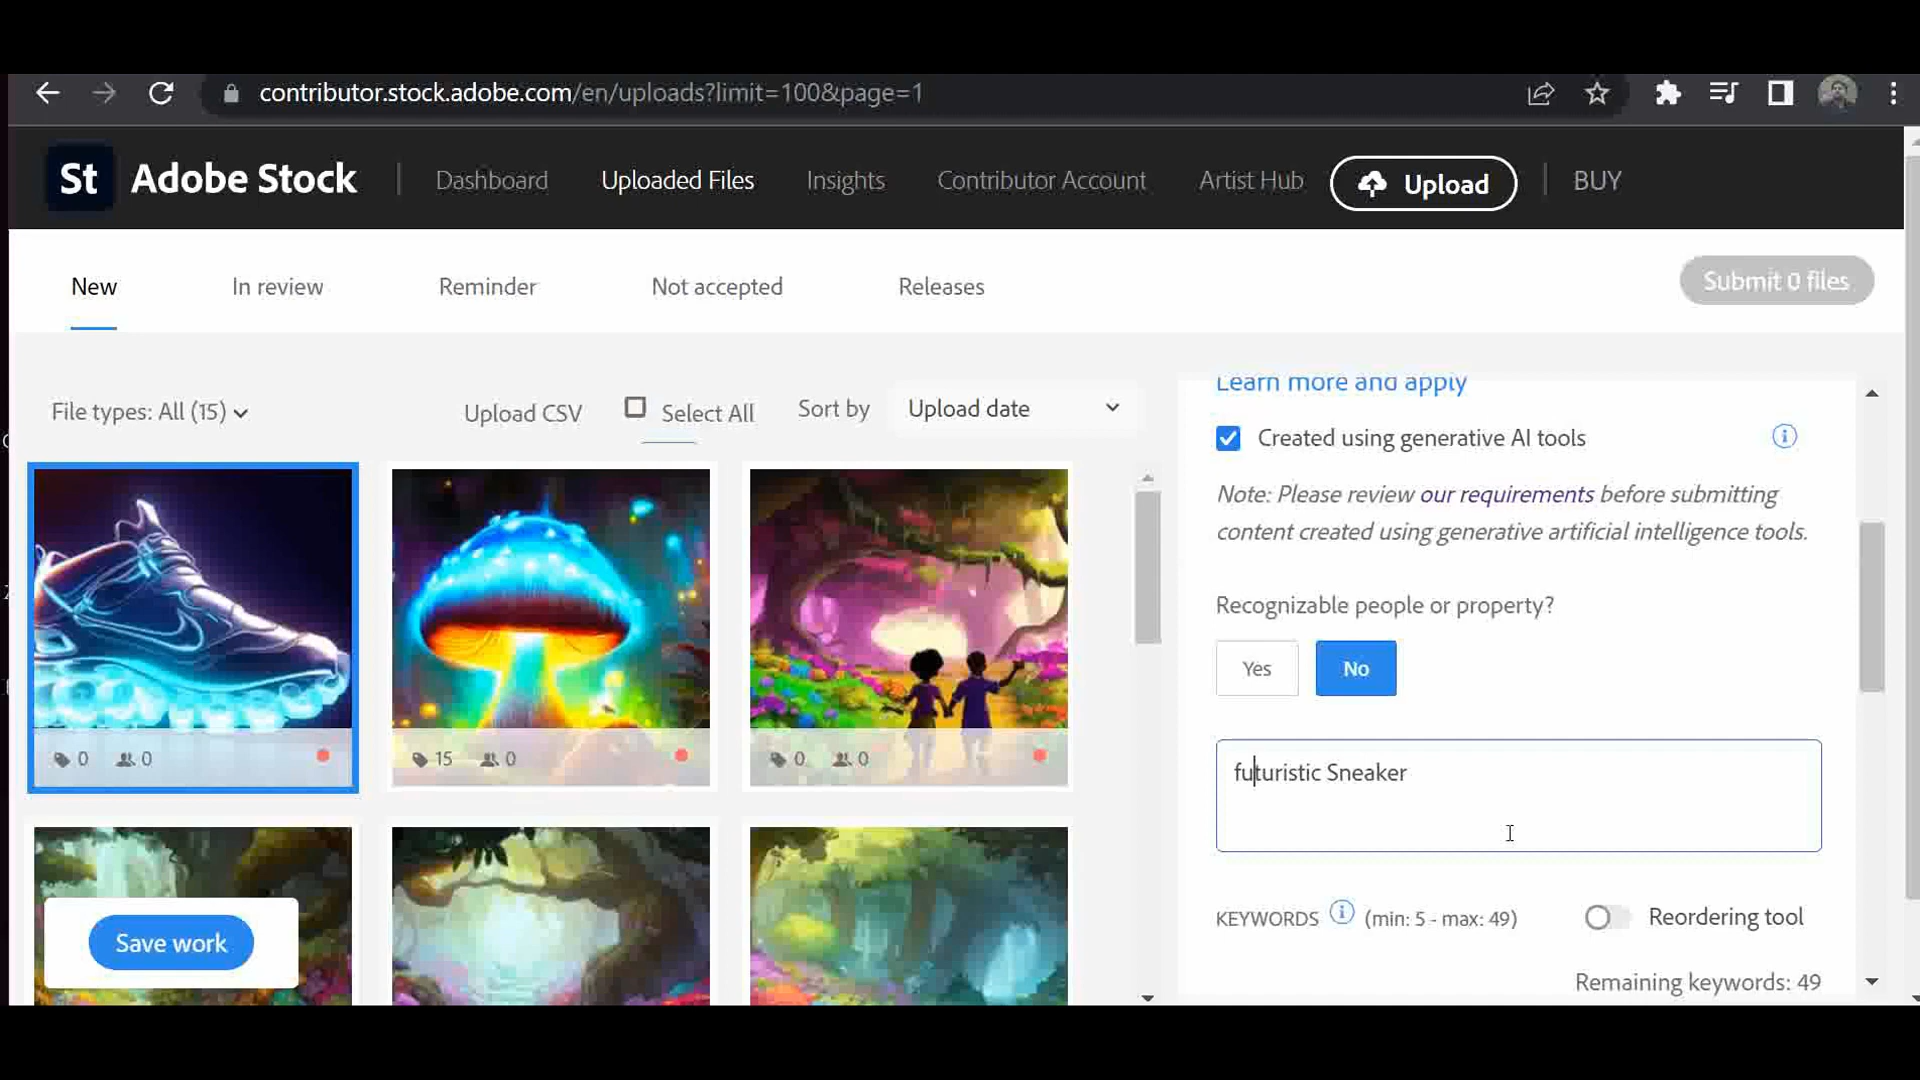 contributor.stock.adobe.com/en/uploads?limit=100&page=1
St Adobe Stock Dashboard Uploaded Files Insights Contributor Account Artist Hub Upload BUY
New In review Reminder Not accepted Releases Submit 0 files
File types: All (15) Upload CSV Select All Sort by Upload date
Learn more and apply
Created using generative AI tools
Note: Please review our requirements before submitting
content created using generative artificial intelligence tools.
Recognizable people or property?
Yes No
0 0 15 0 0 0
futuristic Sneaker
KEYWORDS (min: 5 - max: 49) Reordering tool
Save work
Remaining keywords: 49